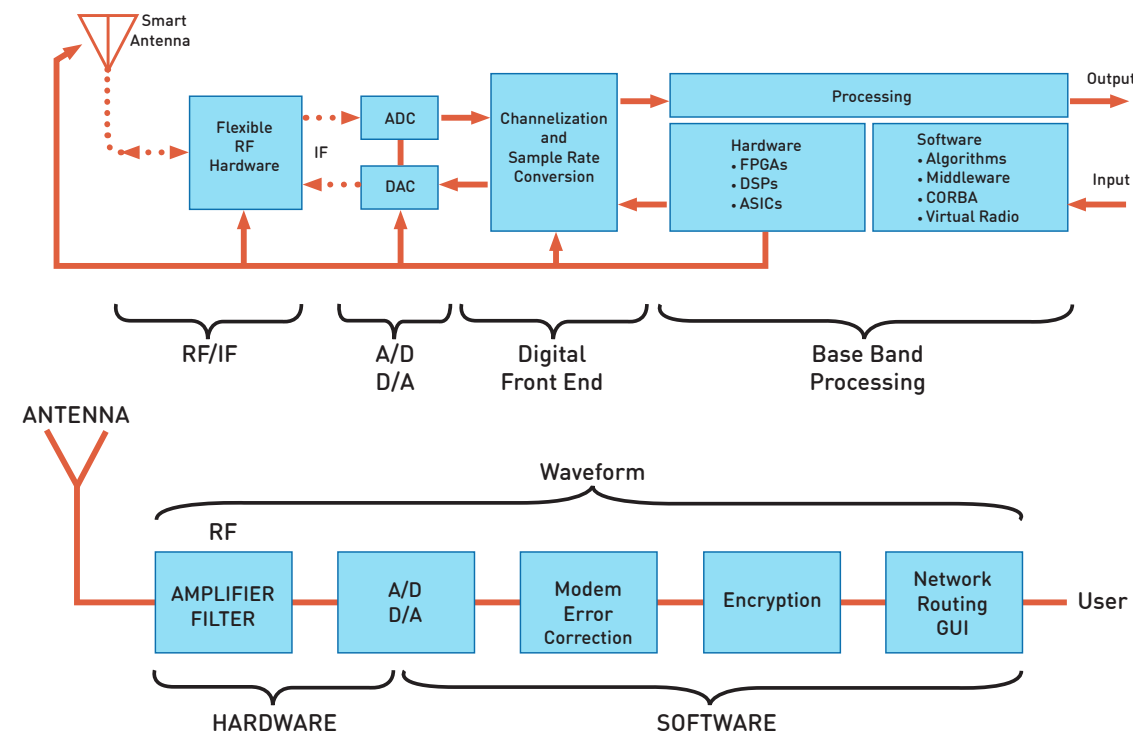 Smart
Antenna
Flexible
RF
Hardware
IF
ADC
DAC
Channelization
and
Sample Rate
Conversion
Processing
Hardware
• FPGAs
• DSPs
• ASICs
Software
• Algorithms
• Middleware
• CORBA
• Virtual Radio
Output
Input
RF/IF
A/D
D/A
Digital
Front End
Base Band
Processing
ANTENNA
Waveform
RF
AMPLIFIER
FILTER
A/D
D/A
Modem
Error
Correction
Encryption
Network
Routing
GUI
User
HARDWARE
SOFTWARE